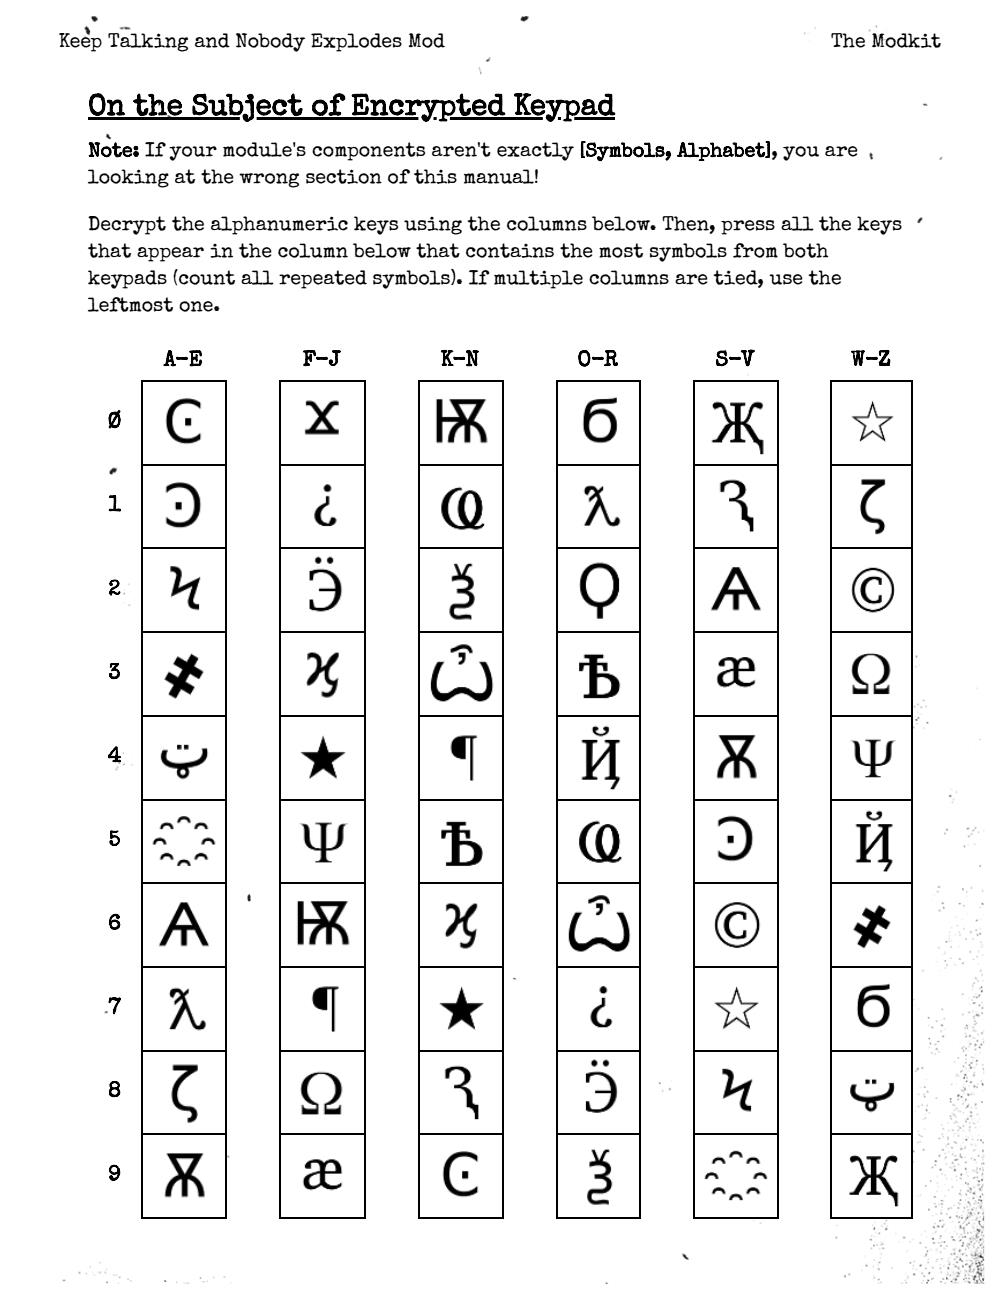 Keep Talking and Nobody Explodes Mod The Modkit
On the Subject of Encrypted Keypad
Note: If your module's components aren't exactly [Symbols, Alphabet], you are
looking at the wrong section of this manual!
Decrypt the alphanumeric keys using the columns below. Then, press all the keys
that appear in the column below that contains the most symbols from both
keypads (count all repeated symbols). If multiple columns are tied, use the
leftmost one.
A-E F-J K-N O-R S-V W-Z
0 Ͼ Ϫ Ѭ б Җ ☆
1 Ͽ ¿ Ҩ ƛ Ԇ ζ
2 Ϟ Ӭ Ѯ Ϙ Ѧ ©
3 ҂ ϗ Ѽ Ѣ æ Ω
4 ټ ★ ¶ Ҋ Ѫ Ψ
5 ҈ Ψ Ѣ Ҩ Ͽ Ҋ
6 Ѧ Ѭ ϗ Ѽ © ҂
7 ƛ ¶ ★ ¿ ☆ б
8 ζ Ω Ԇ Ӭ Ϟ ټ
9 Ѫ æ Ͼ Ѯ ҈ Җ